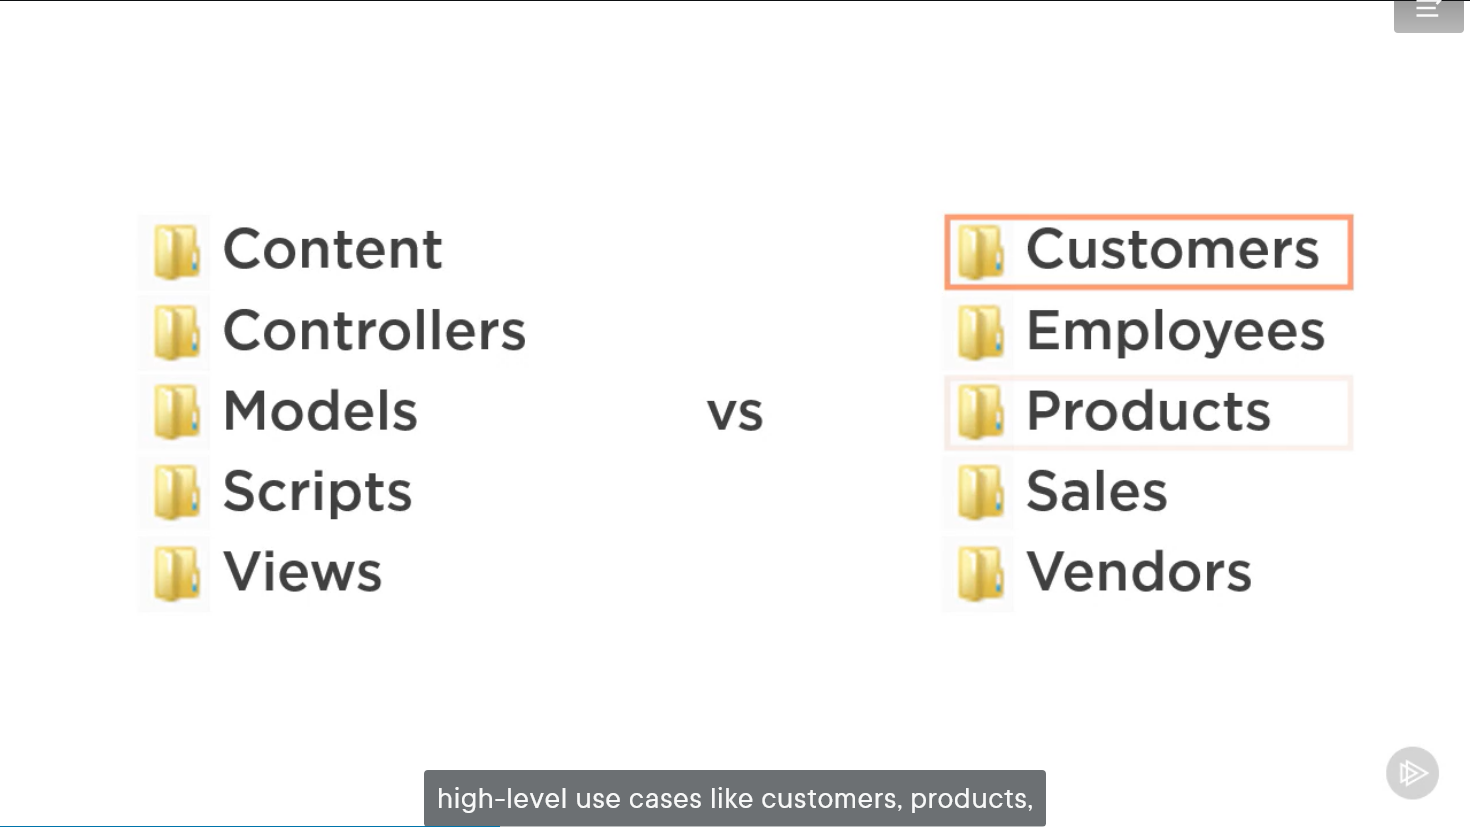 Content
Controllers
Models
Scripts
Views
vs
Customers
Employees
Products
Sales
Vendors
high-level use cases like customers, products,